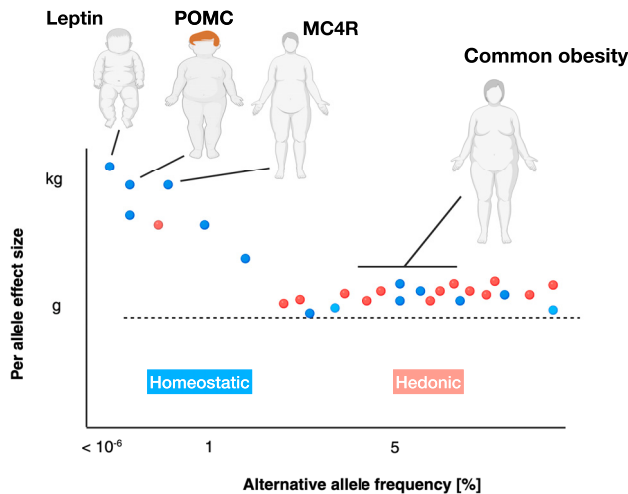 Leptin
POMC
MC4R
Common obesity
kg
g
Per allele effect size
Homeostatic
Hedonic
< 10-6
1
5
Alternative allele frequency [%]